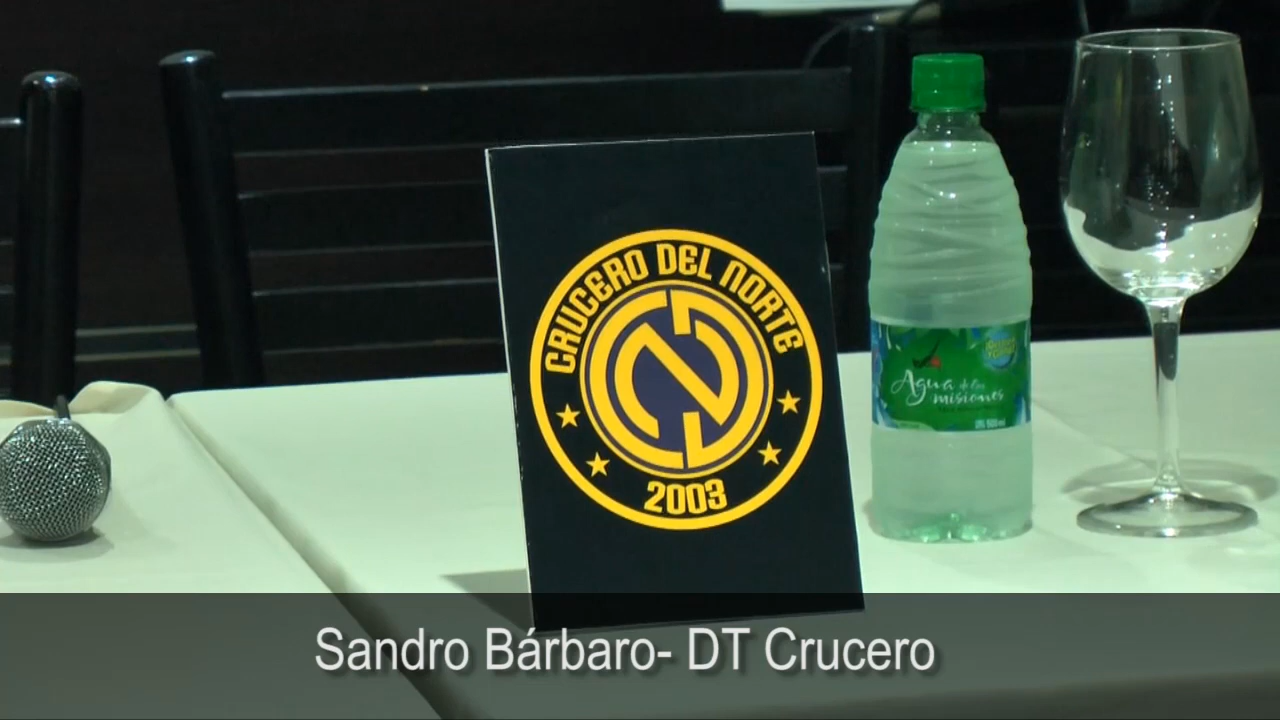 CRUCERO DEL NORTE
2003
Agua de las
misiones
Sandro Bárbaro- DT Crucero